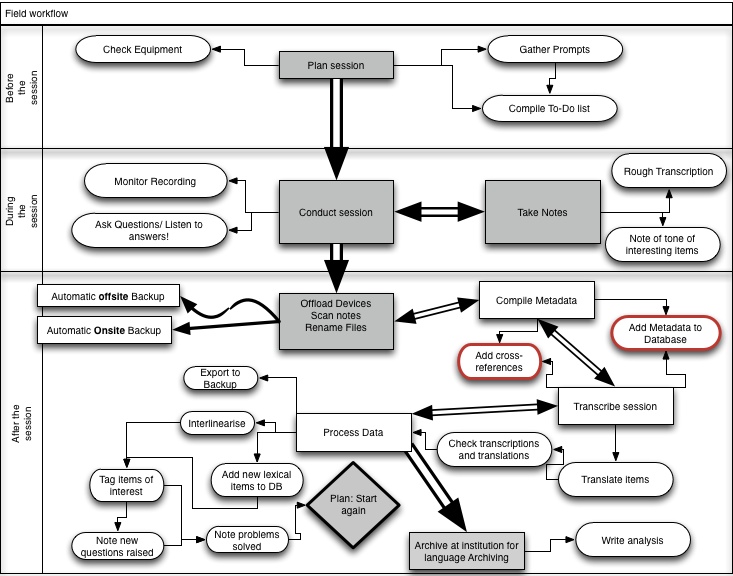 Field workflow
Before
the
session
Check Equipment
Plan session
Gather Prompts
Compile To-Do list
During
the
session
Monitor Recording
Ask Questions/ Listen to
answers!
Conduct session
Take Notes
Rough Transcription
Note of tone of
interesting items
After the
session
Automatic offsite Backup
Automatic Onsite Backup
Offload Devices
Scan notes
Rename Files
Compile Metadata
Add Metadata to
Database
Add cross-
references
Export to
Backup
Transcribe session
Interlinearise
Process Data
Check transcriptions
and translations
Tag items of
interest
Add new lexical
items to DB
Plan: Start
again
Translate items
Note new
questions raised
Note problems
solved
Archive at institution for
language Archiving
Write analysis